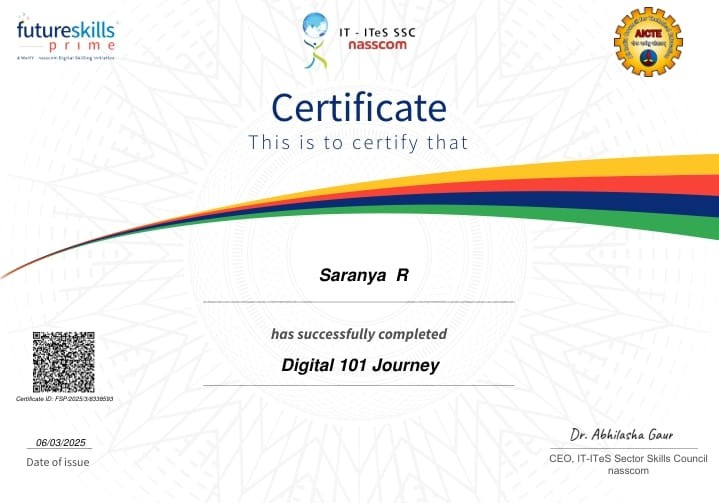 futureskills
prime
A MeitY - nasscom Digital Skilling Initiative
IT - ITeS SSC
nasscom
AICTE
Certificate
This is to certify that
Saranya R
has successfully completed
Digital 101 Journey
Certificate ID: FSP/2025/3/8339593
06/03/2025
Date of issue
Dr. Abhilasha Gaur
CEO, IT-ITeS Sector Skills Council
nasscom